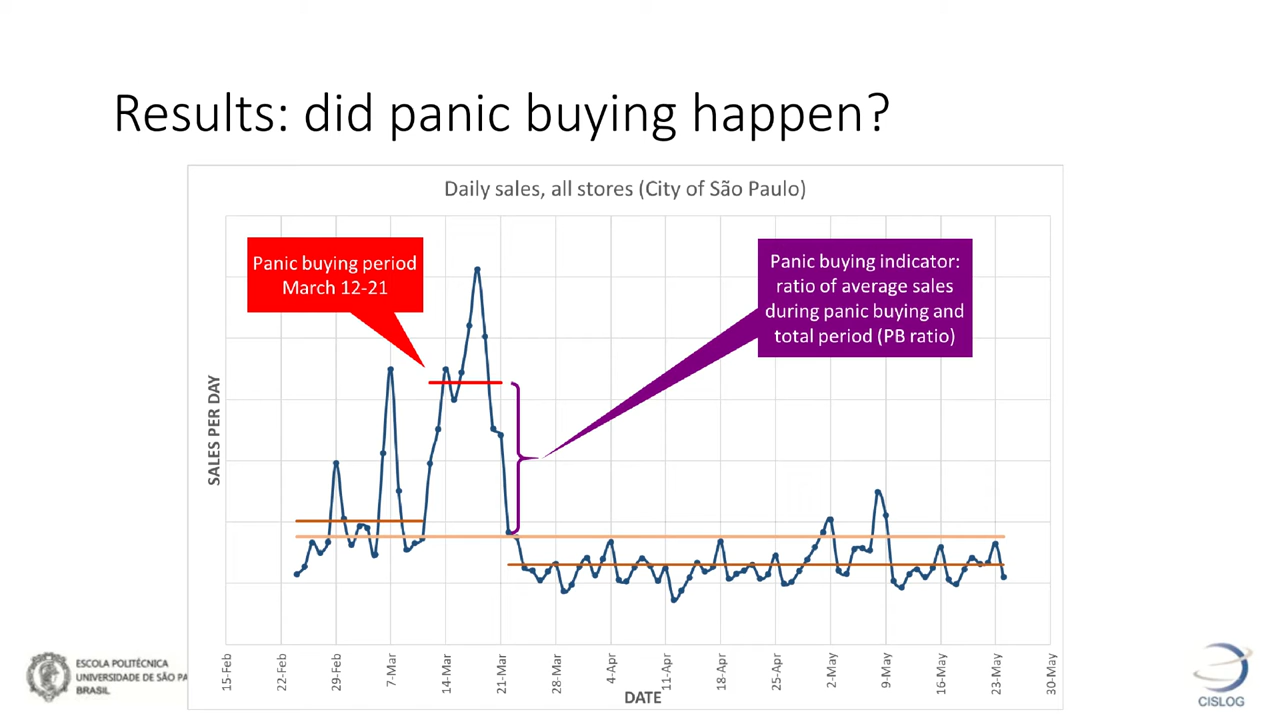 Results: did panic buying happen?
Daily sales, all stores (City of São Paulo)
Panic buying period
March 12-21
Panic buying indicator:
ratio of average sales
during panic buying and
total period (PB ratio)
SALES PER DAY
15-Feb
22-Feb
29-Feb
7-Mar
14-Mar
21-Mar
28-Mar
4-Apr
11-Apr
18-Apr
25-Apr
2-May
9-May
16-May
23-May
30-May
DATE
ESCOLA POLITÉCNICA
UNIVERSIDADE DE SÃO PA
BRASIL
CISLOG